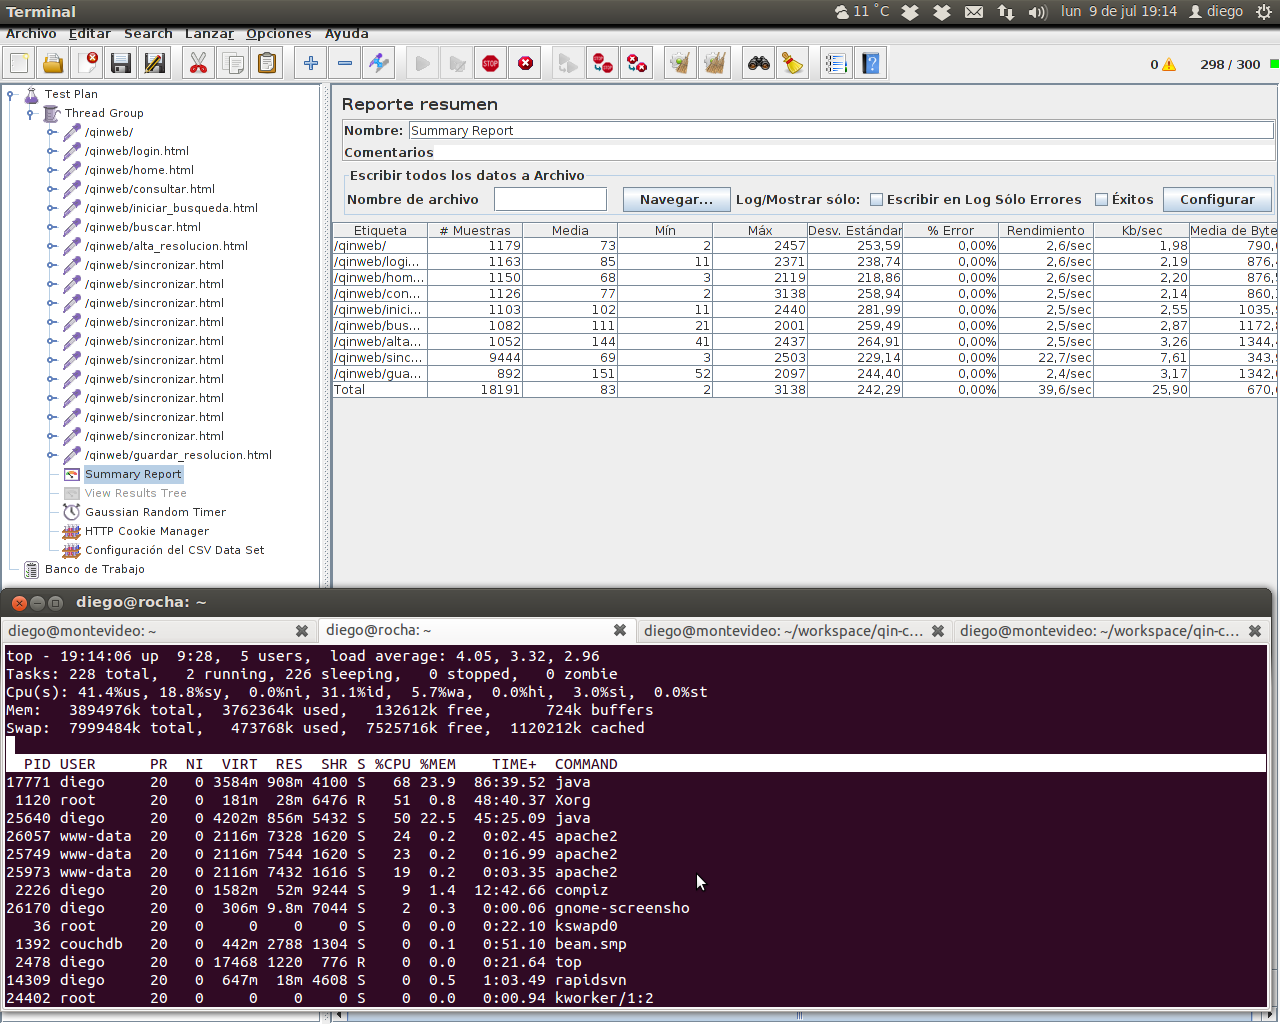 Terminal
11 °C
lun 9 de jul 19:14
diego
Archivo Editar Search Lanzar Opciones Ayuda
0
298 / 300
Test Plan
Thread Group
/qinweb/
/qinweb/login.html
/qinweb/home.html
/qinweb/consultar.html
/qinweb/iniciar_busqueda.html
/qinweb/buscar.html
/qinweb/alta_resolucion.html
/qinweb/sincronizar.html
/qinweb/sincronizar.html
/qinweb/sincronizar.html
/qinweb/sincronizar.html
/qinweb/sincronizar.html
/qinweb/sincronizar.html
/qinweb/sincronizar.html
/qinweb/sincronizar.html
/qinweb/sincronizar.html
/qinweb/sincronizar.html
/qinweb/guardar_resolucion.html
Summary Report
View Results Tree
Gaussian Random Timer
HTTP Cookie Manager
Configuración del CSV Data Set
Banco de Trabajo
Reporte resumen
Nombre: Summary Report
Comentarios
Escribir todos los datos a Archivo
Nombre de archivo Navegar... Log/Mostrar sólo: Escribir en Log Sólo Errores Éxitos Configurar
Etiqueta # Muestras Media Mín Máx Desv. Estándar % Error Rendimiento Kb/sec Media de Byte
/qinweb/ 1179 73 2 2457 253,59 0,00% 2,6/sec 1,98 790,
/qinweb/logi... 1163 85 11 2371 238,74 0,00% 2,6/sec 2,19 876,
/qinweb/hom... 1150 68 3 2119 218,86 0,00% 2,6/sec 2,20 876,
/qinweb/con... 1126 77 2 3138 258,94 0,00% 2,5/sec 2,14 860,
/qinweb/inici... 1103 102 11 2440 281,99 0,00% 2,5/sec 2,55 1035,
/qinweb/bus... 1082 111 21 2001 259,49 0,00% 2,5/sec 2,87 1172,
/qinweb/alta... 1052 144 41 2437 264,91 0,00% 2,5/sec 3,26 1344,
/qinweb/sinc... 9444 69 3 2503 229,14 0,00% 22,7/sec 7,61 343,
/qinweb/gua... 892 151 52 2097 244,40 0,00% 2,4/sec 3,17 1342,
Total 18191 83 2 3138 242,29 0,00% 39,6/sec 25,90 670,
diego@rocha: ~
diego@montevideo: ~ diego@rocha: ~ diego@montevideo: ~/workspace/qin-c... diego@montevideo: ~/workspace/qin-c...
top - 19:14:06 up 9:28, 5 users, load average: 4.05, 3.32, 2.96
Tasks: 228 total, 2 running, 226 sleeping, 0 stopped, 0 zombie
Cpu(s): 41.4%us, 18.8%sy, 0.0%ni, 31.1%id, 5.7%wa, 0.0%hi, 3.0%si, 0.0%st
Mem: 3894976k total, 3762364k used, 132612k free, 724k buffers
Swap: 7999484k total, 473768k used, 7525716k free, 1120212k cached
PID USER PR NI VIRT RES SHR S %CPU %MEM TIME+ COMMAND
17771 diego 20 0 3584m 908m 4100 S 68 23.9 86:39.52 java
1120 root 20 0 181m 28m 6476 R 51 0.8 48:40.37 Xorg
25640 diego 20 0 4202m 856m 5432 S 50 22.5 45:25.09 java
26057 www-data 20 0 2116m 7328 1620 S 24 0.2 0:02.45 apache2
25749 www-data 20 0 2116m 7544 1620 S 23 0.2 0:16.99 apache2
25973 www-data 20 0 2116m 7432 1616 S 19 0.2 0:03.35 apache2
2226 diego 20 0 1582m 52m 9244 S 9 1.4 12:42.66 compiz
26170 diego 20 0 306m 9.8m 7044 S 2 0.3 0:00.06 gnome-screensho
36 root 20 0 0 0 0 S 0 0.0 0:22.10 kswapd0
1392 couchdb 20 0 442m 2788 1304 S 0 0.1 0:51.10 beam.smp
2478 diego 20 0 17468 1220 776 R 0 0.0 0:21.64 top
14309 diego 20 0 647m 18m 4608 S 0 0.5 1:03.49 rapidsvn
24402 root 20 0 0 0 0 S 0 0.0 0:00.94 kworker/1:2